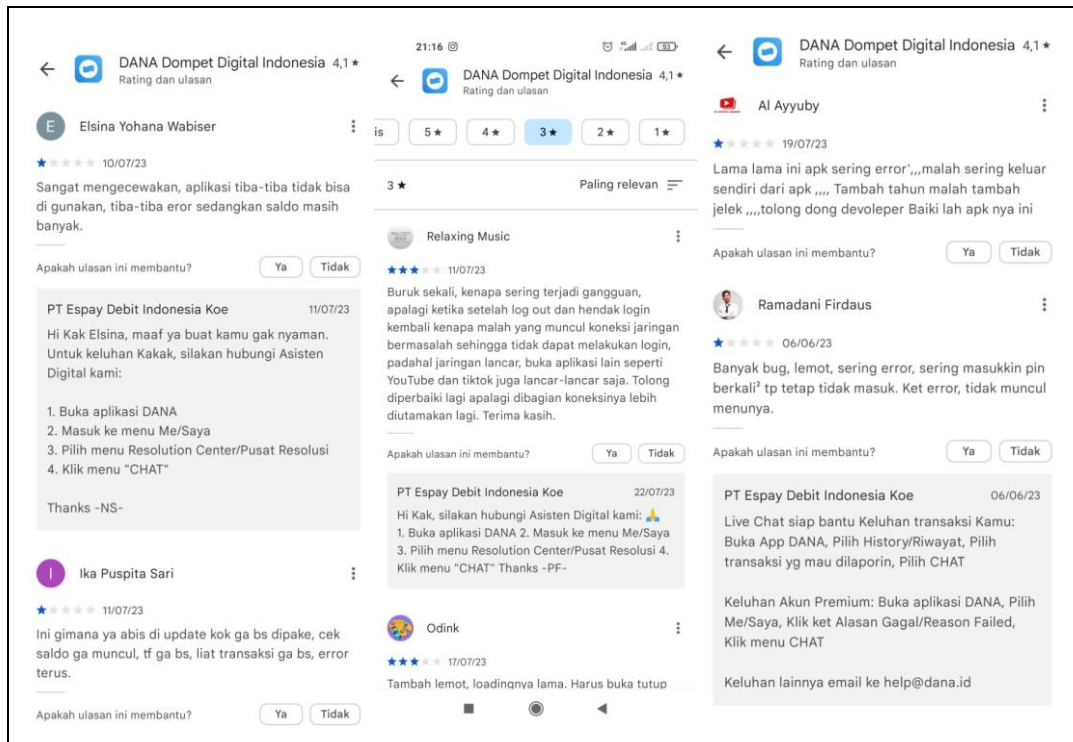 DANA Dompet Digital Indonesia 4,1★
Rating dan ulasan
E
Elsina Yohana Wabiser
10/07/23
Sangat mengecewakan, aplikasi tiba-tiba tidak bisa
di gunakan, tiba-tiba eror sedangkan saldo masih
banyak.
Apakah ulasan ini membantu?
Ya
Tidak
PT Espay Debit Indonesia Koe 11/07/23
Hi Kak Elsina, maaf ya buat kamu gak nyaman.
Untuk keluhan Kakak, silakan hubungi Asisten
Digital kami:
1. Buka aplikasi DANA
2. Masuk ke menu Me/Saya
3. Pilih menu Resolution Center/Pusat Resolusi
4. Klik menu "CHAT"
Thanks -NS-
I
Ika Puspita Sari
11/07/23
Ini gimana ya abis di update kok ga bs dipake, cek
saldo ga muncul, tf ga bs, liat transaksi ga bs, error
terus.
Apakah ulasan ini membantu?
Ya
Tidak
21:16
53
DANA Dompet Digital Indonesia 4,1★
Rating dan ulasan
is
5★
4★
3★
2★
1★
3★
Paling relevan
Relaxing Music
11/07/23
Buruk sekali, kenapa sering terjadi gangguan,
apalagi ketika setelah log out dan hendak login
kembali kenapa malah yang muncul koneksi jaringan
bermasalah sehingga tidak dapat melakukan login,
padahal jaringan lancar, buka aplikasi lain seperti
YouTube dan tiktok juga lancar-lancar saja. Tolong
diperbaiki lagi apalagi dibagian koneksinya lebih
diutamakan lagi. Terima kasih.
Apakah ulasan ini membantu?
Ya
Tidak
PT Espay Debit Indonesia Koe 22/07/23
Hi Kak, silakan hubungi Asisten Digital kami: 🙏
1. Buka aplikasi DANA 2. Masuk ke menu Me/Saya
3. Pilih menu Resolution Center/Pusat Resolusi 4.
Klik menu "CHAT" Thanks -PF-
Odink
17/07/23
Tambah lemot, loadingnya lama. Harus buka tutup
DANA Dompet Digital Indonesia 4,1★
Rating dan ulasan
Al Ayyuby
19/07/23
Lama lama ini apk sering error',,,malah sering keluar
sendiri dari apk ,,,, Tambah tahun malah tambah
jelek ,,,,tolong dong devoleper Baiki lah apk nya ini
Apakah ulasan ini membantu?
Ya
Tidak
Ramadani Firdaus
06/06/23
Banyak bug, lemot, sering error, sering masukkin pin
berkali² tp tetap tidak masuk. Ket error, tidak muncul
menunya.
Apakah ulasan ini membantu?
Ya
Tidak
PT Espay Debit Indonesia Koe 06/06/23
Live Chat siap bantu Keluhan transaksi Kamu:
Buka App DANA, Pilih History/Riwayat, Pilih
transaksi yg mau dilaporin, Pilih CHAT
Keluhan Akun Premium: Buka aplikasi DANA, Pilih
Me/Saya, Klik ket Alasan Gagal/Reason Failed,
Klik menu CHAT
Keluhan lainnya email ke help@dana.id